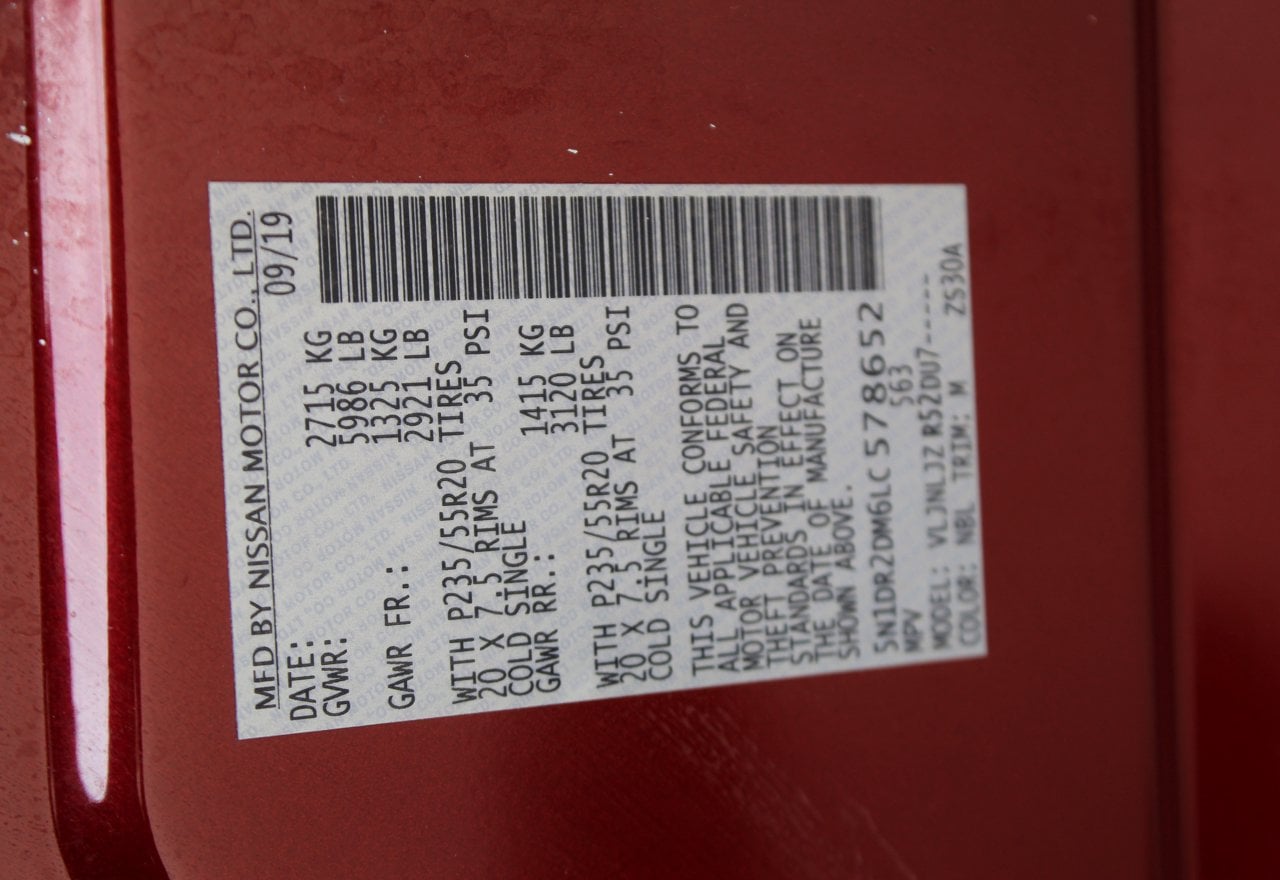 MFD BY NISSAN MOTOR CO., LTD.
DATE: 09/19
GVWR: 2715 KG
5986 LB
GAWR FR.: 1325 KG
2921 LB
WITH P235/55R20 TIRES
20 X 7.5 RIMS AT 35 PSI
COLD SINGLE
GAWR RR.: 1415 KG
3120 LB
WITH P235/55R20 TIRES
20 X 7.5 RIMS AT 35 PSI
COLD SINGLE
THIS VEHICLE CONFORMS TO
ALL APPLICABLE FEDERAL
MOTOR VEHICLE SAFETY AND
THEFT PREVENTION
STANDARDS IN EFFECT ON
THE DATE OF MANUFACTURE
SHOWN ABOVE.
5N1DR2DM6LC578652
MPV 563
MODEL: VLJNLJZ R52DU7-----
COLOR: NBL TRIM: M ZS30A